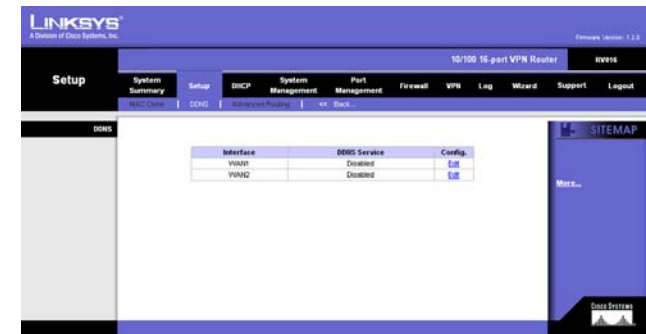 LINKSYS®
A Division of Cisco Systems, Inc.
Firmware Version: 1.2.0
10/100 16-port VPN Router RV016
Setup
System Summary
Setup
DHCP
System Management
Port Management
Firewall
VPN
Log
Wizard
Support
Logout
MAC Clone | DDNS | Advanced Routing | << Back...
DDNS
SITEMAP
Interface DDNS Service Config.
WAN1 Disabled Edit
WAN2 Disabled Edit
More...
CISCO SYSTEMS